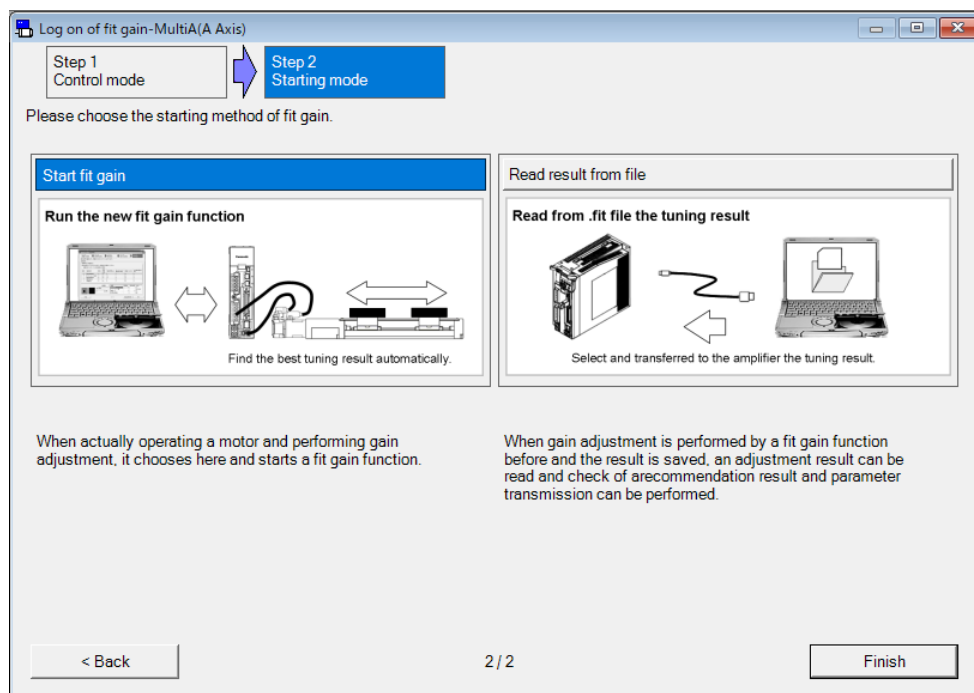 Log on of fit gain-MultiA(A Axis)
Step 1
Control mode
Step 2
Starting mode
Please choose the starting method of fit gain.
Start fit gain
Run the new fit gain function
Find the best tuning result automatically.
When actually operating a motor and performing gain
adjustment, it chooses here and starts a fit gain function.
Read result from file
Read from .fit file the tuning result
Select and transferred to the amplifier the tuning result.
When gain adjustment is performed by a fit gain function
before and the result is saved, an adjustment result can be
read and check of arecommendation result and parameter
transmission can be performed.
< Back
2 / 2
Finish